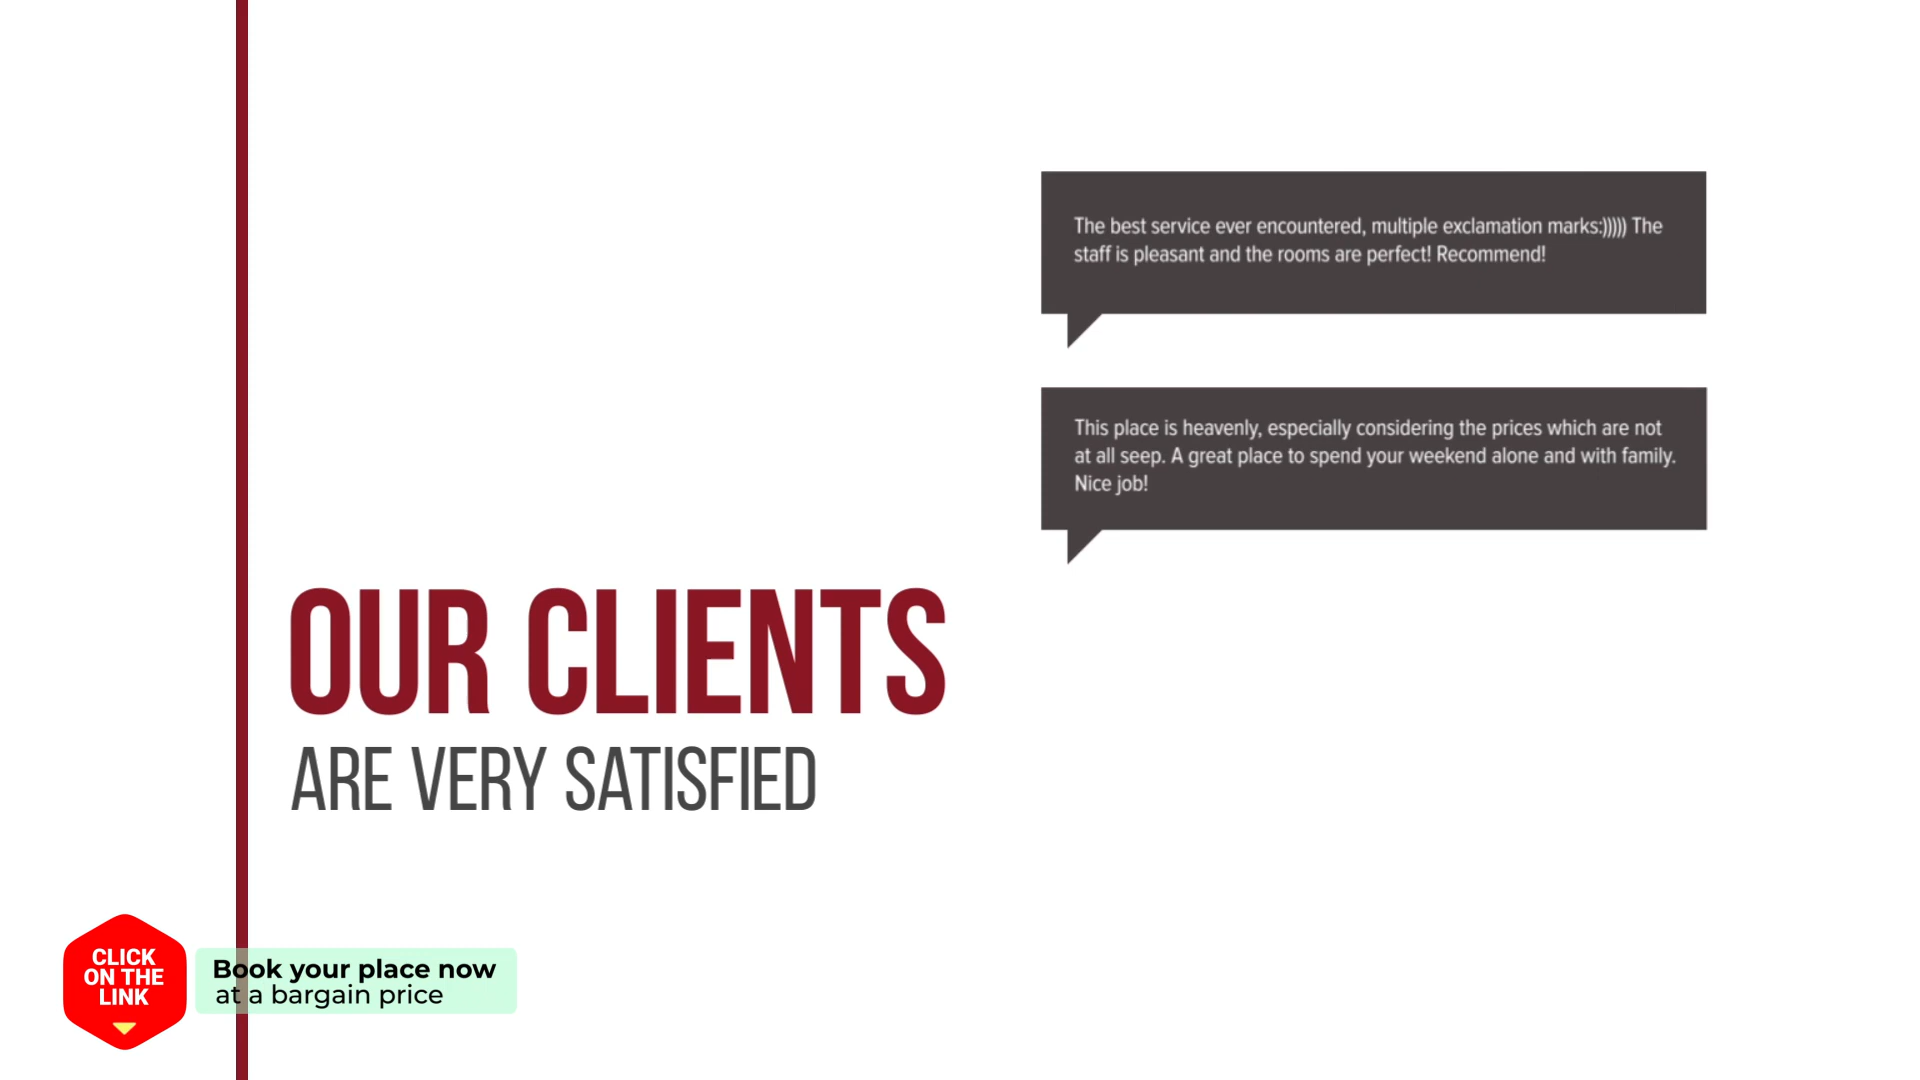 The best service ever encountered, multiple exclamation marks:))))) The
staff is pleasant and the rooms are perfect! Recommend!
This place is heavenly, especially considering the prices which are not
at all seep. A great place to spend your weekend alone and with family.
Nice job!
OUR CLIENTS
ARE VERY SATISFIED
CLICK
ON THE
LINK
Book your place now
at a bargain price